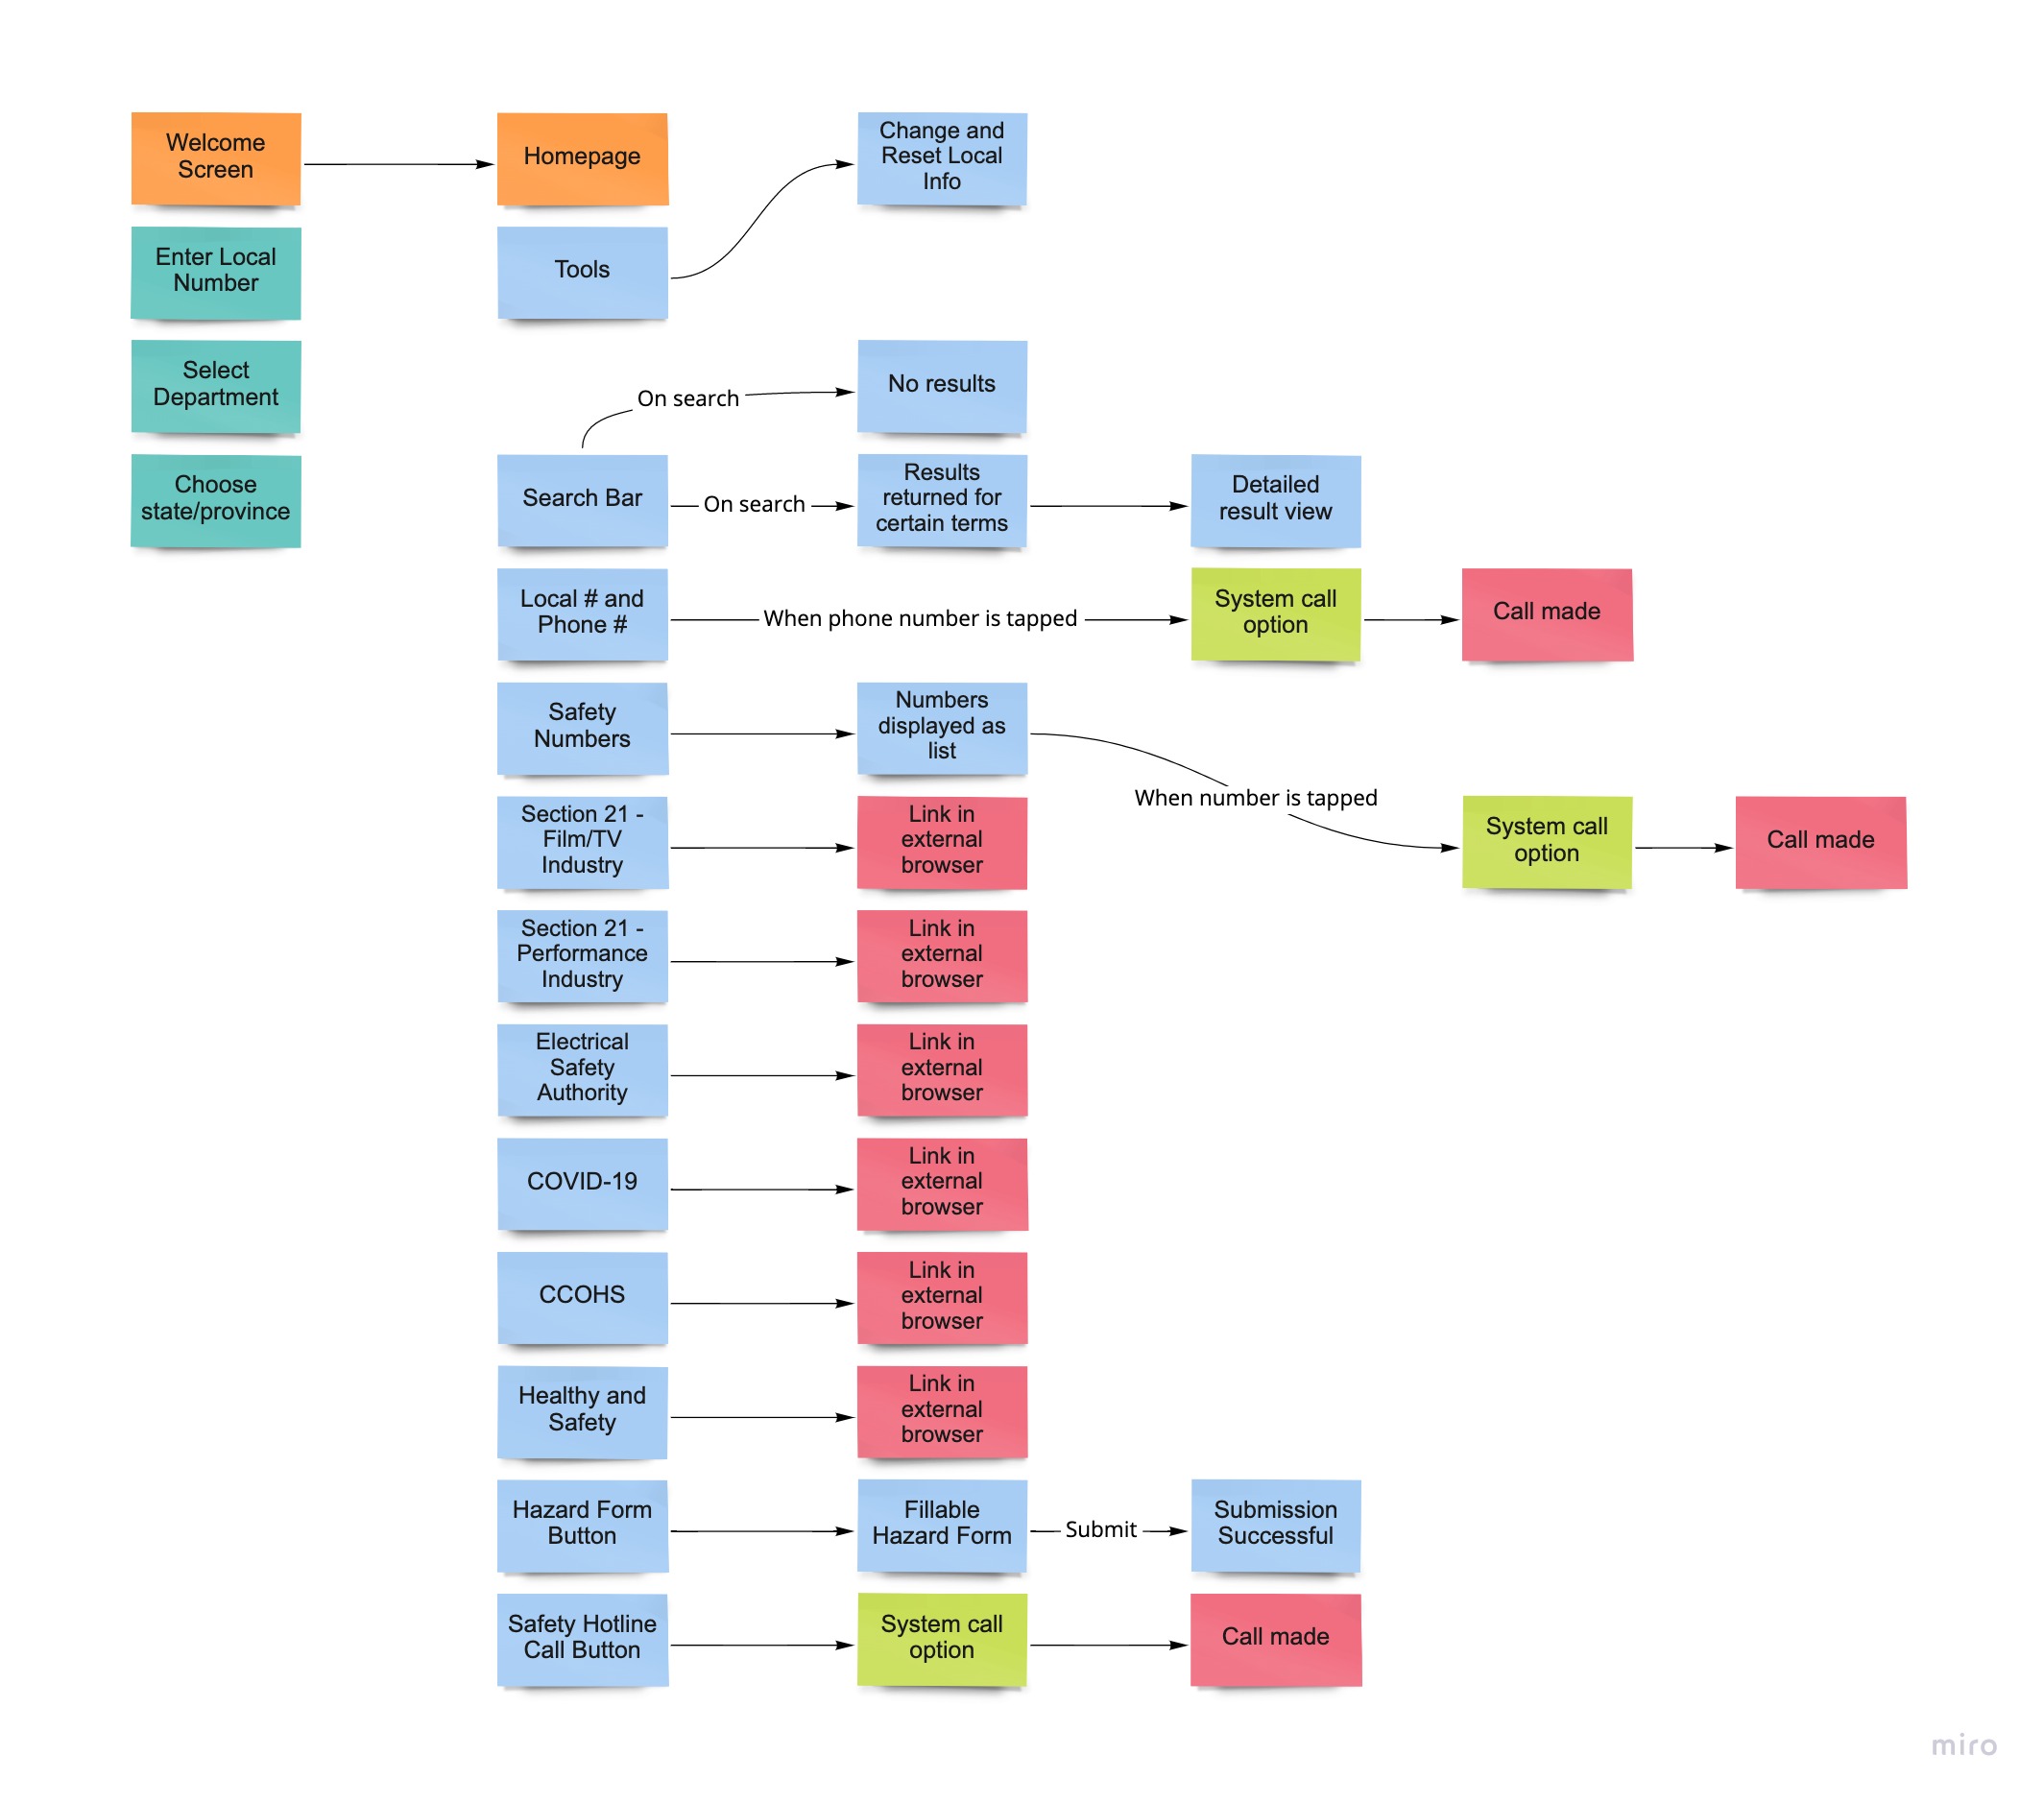 Welcome
Screen
Homepage
Change and
Reset Local
Info
Enter Local
Number
Tools
Select
Department
On search
No results
Choose
state/province
Search Bar
On search
Results
returned for
certain terms
Detailed
result view
Local # and
Phone #
When phone number is tapped
System call
option
Call made
Safety
Numbers
Numbers
displayed as
list
When number is tapped
System call
option
Call made
Section 21 -
Film/TV
Industry
Link in
external
browser
Section 21 -
Performance
Industry
Link in
external
browser
Electrical
Safety
Authority
Link in
external
browser
COVID-19
Link in
external
browser
CCOHS
Link in
external
browser
Healthy and
Safety
Link in
external
browser
Hazard Form
Button
Fillable
Hazard Form
Submit
Submission
Successful
Safety Hotline
Call Button
System call
option
Call made
miro